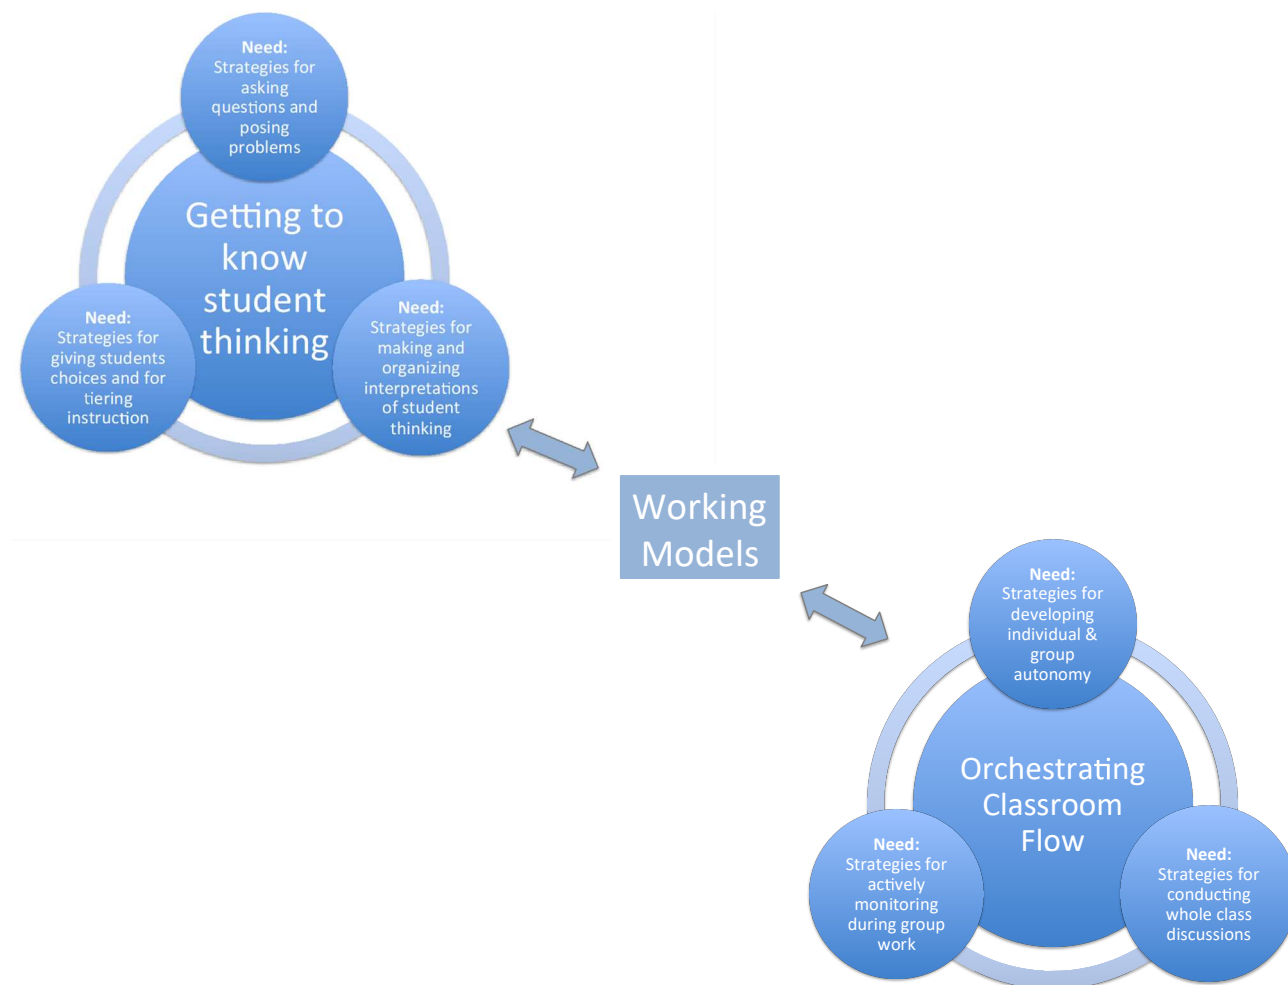 Need:
Strategies for
asking
questions and
posing
problems
Getting to
know
student
thinking
Need:
Strategies for
giving students
choices and for
tiering
instruction
Need:
Strategies for
making and
organizing
interpretations
of student
thinking
Working
Models
Need:
Strategies for
developing
individual &
group
autonomy
Orchestrating
Classroom
Flow
Need:
Strategies for
actively
monitoring
during group
work
Need:
Strategies for
conducting
whole class
discussions